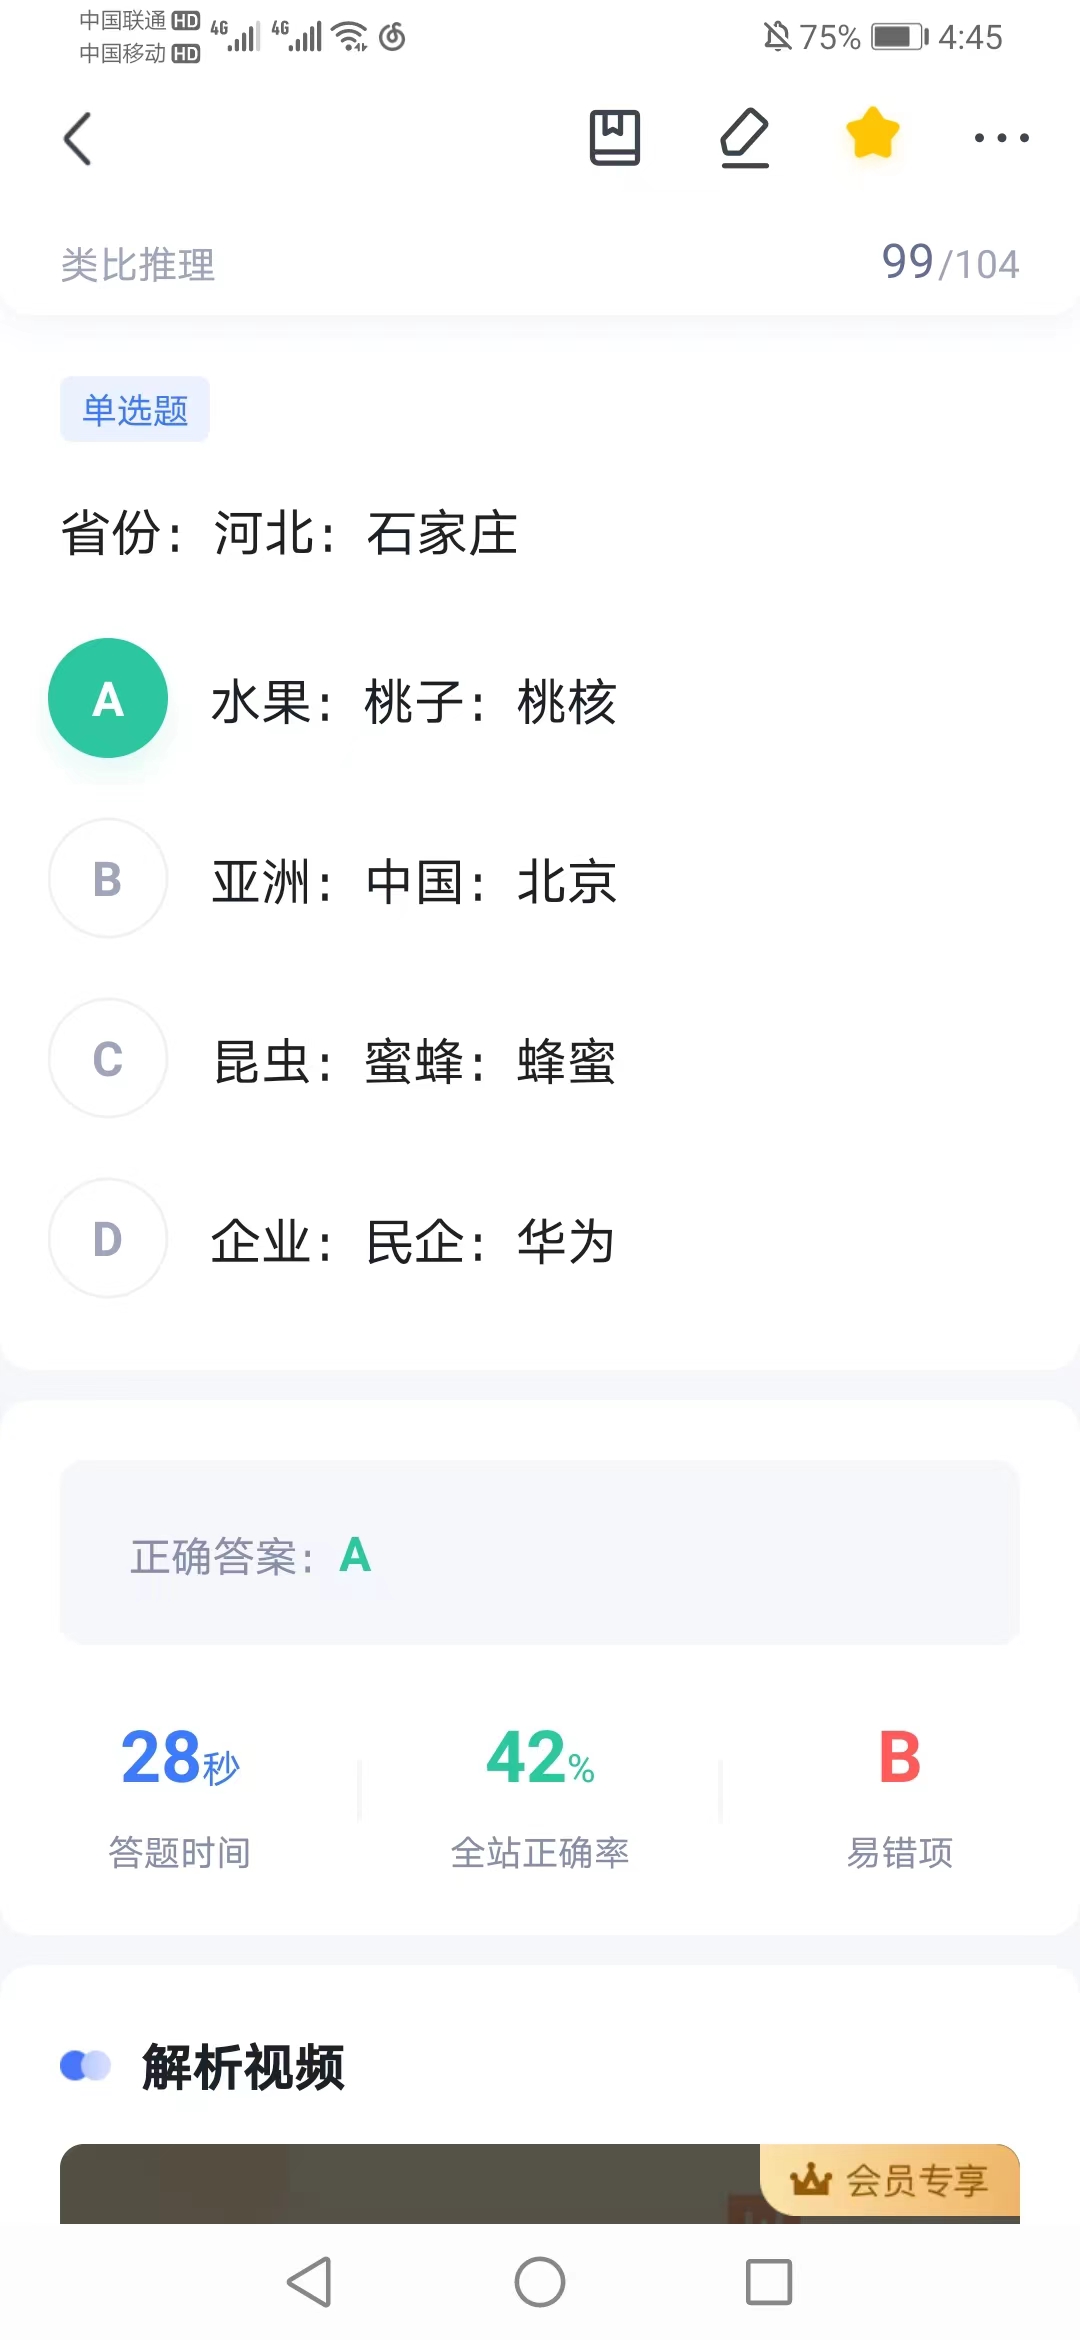 中国联通 HD 4G 4G 75% 4:45
中国移动 HD
类比推理 99/104
单选题
省份：河北：石家庄
A 水果：桃子：桃核
B 亚洲：中国：北京
C 昆虫：蜜蜂：蜂蜜
D 企业：民企：华为
正确答案：A
28秒 42% B
答题时间 全站正确率 易错项
解析视频
会员专享